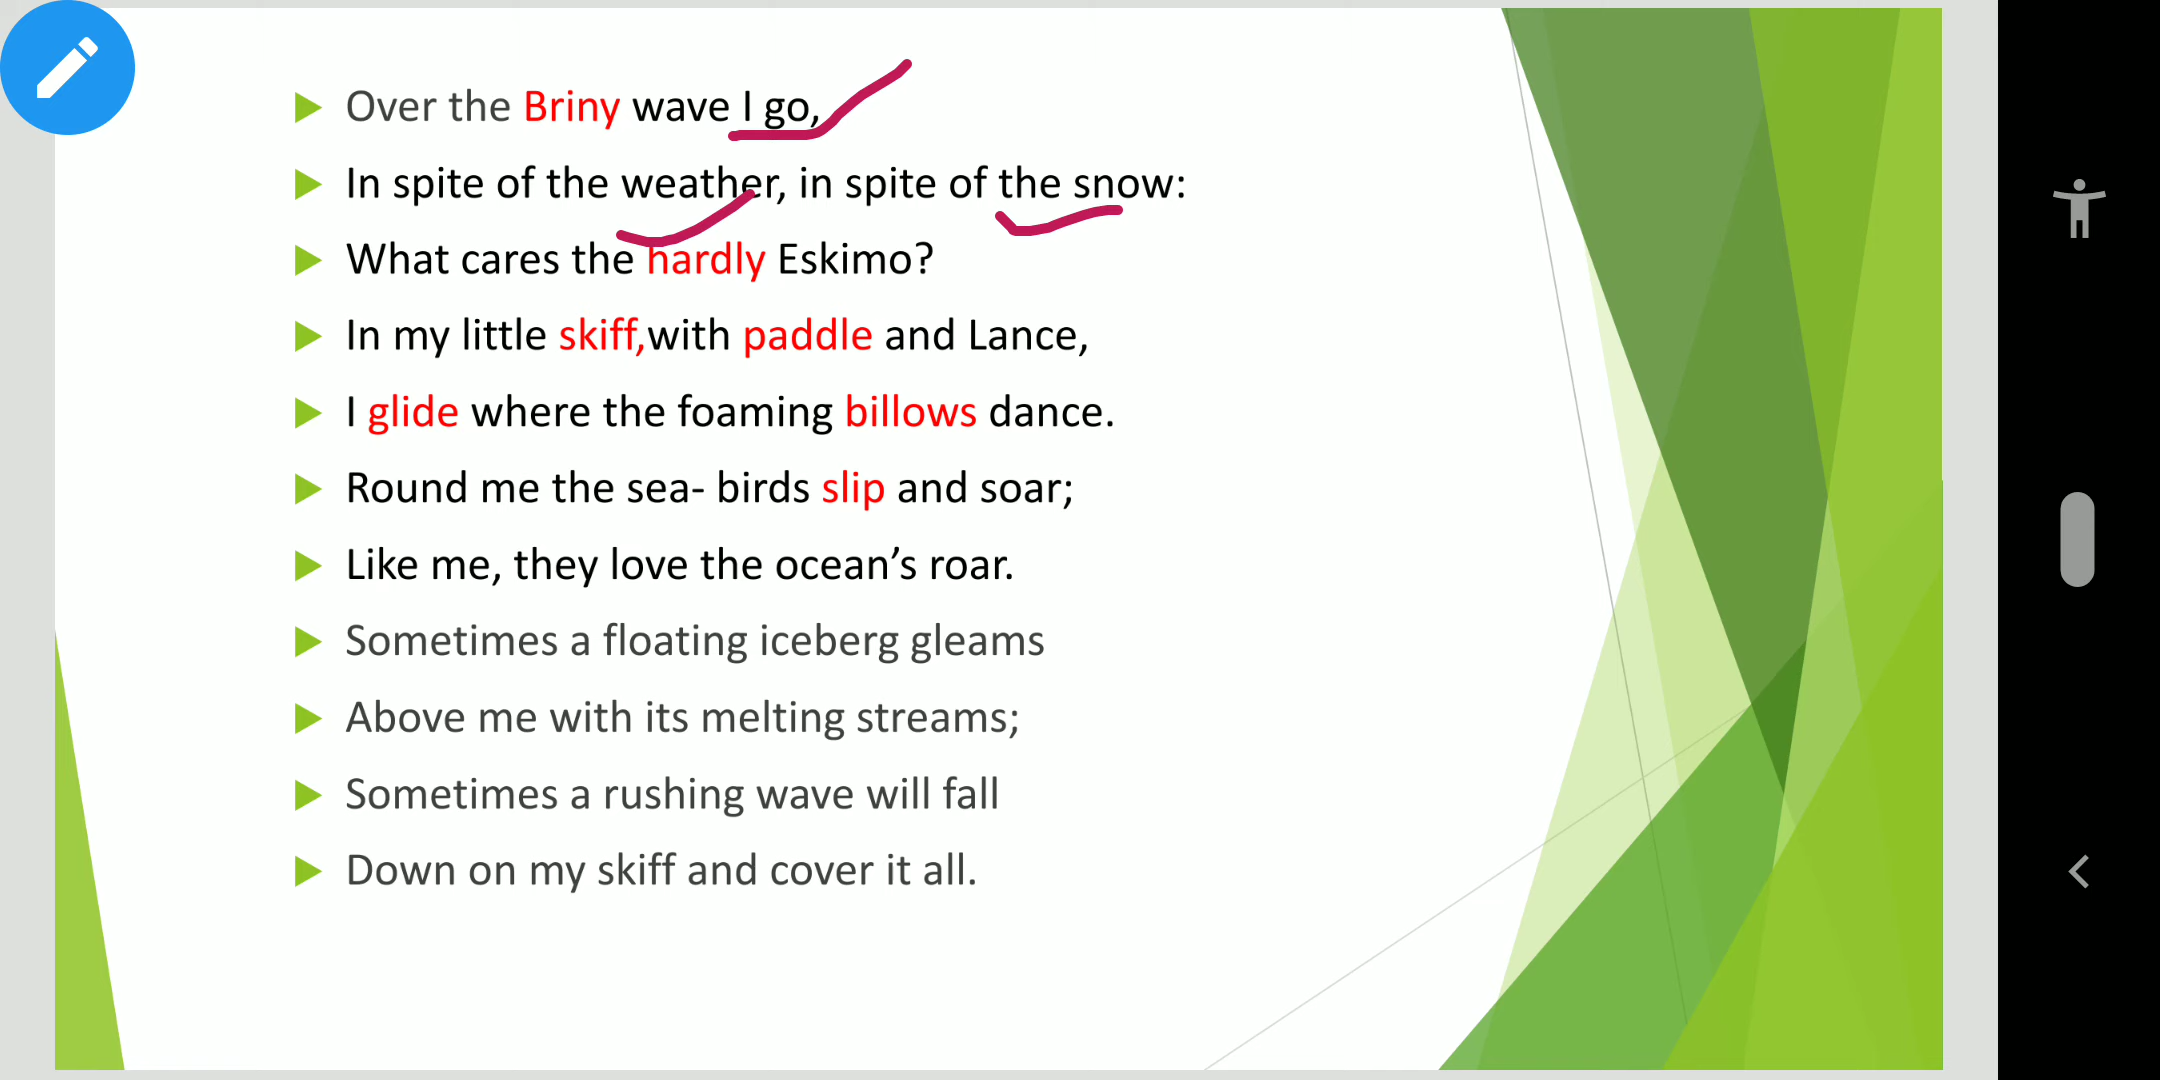 Over the Briny wave I go,
In spite of the weather, in spite of the snow:
What cares the hardly Eskimo?
In my little skiff,with paddle and Lance,
I glide where the foaming billows dance.
Round me the sea- birds slip and soar;
Like me, they love the ocean’s roar.
Sometimes a floating iceberg gleams
Above me with its melting streams;
Sometimes a rushing wave will fall
Down on my skiff and cover it all.